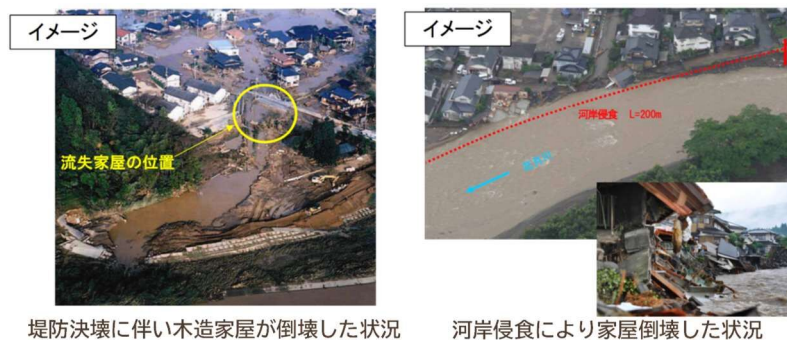 イメージ
流失家屋の位置
堤防決壊に伴い木造家屋が倒壊した状況
イメージ
河岸侵食 L=200m
河岸侵食により家屋倒壊した状況